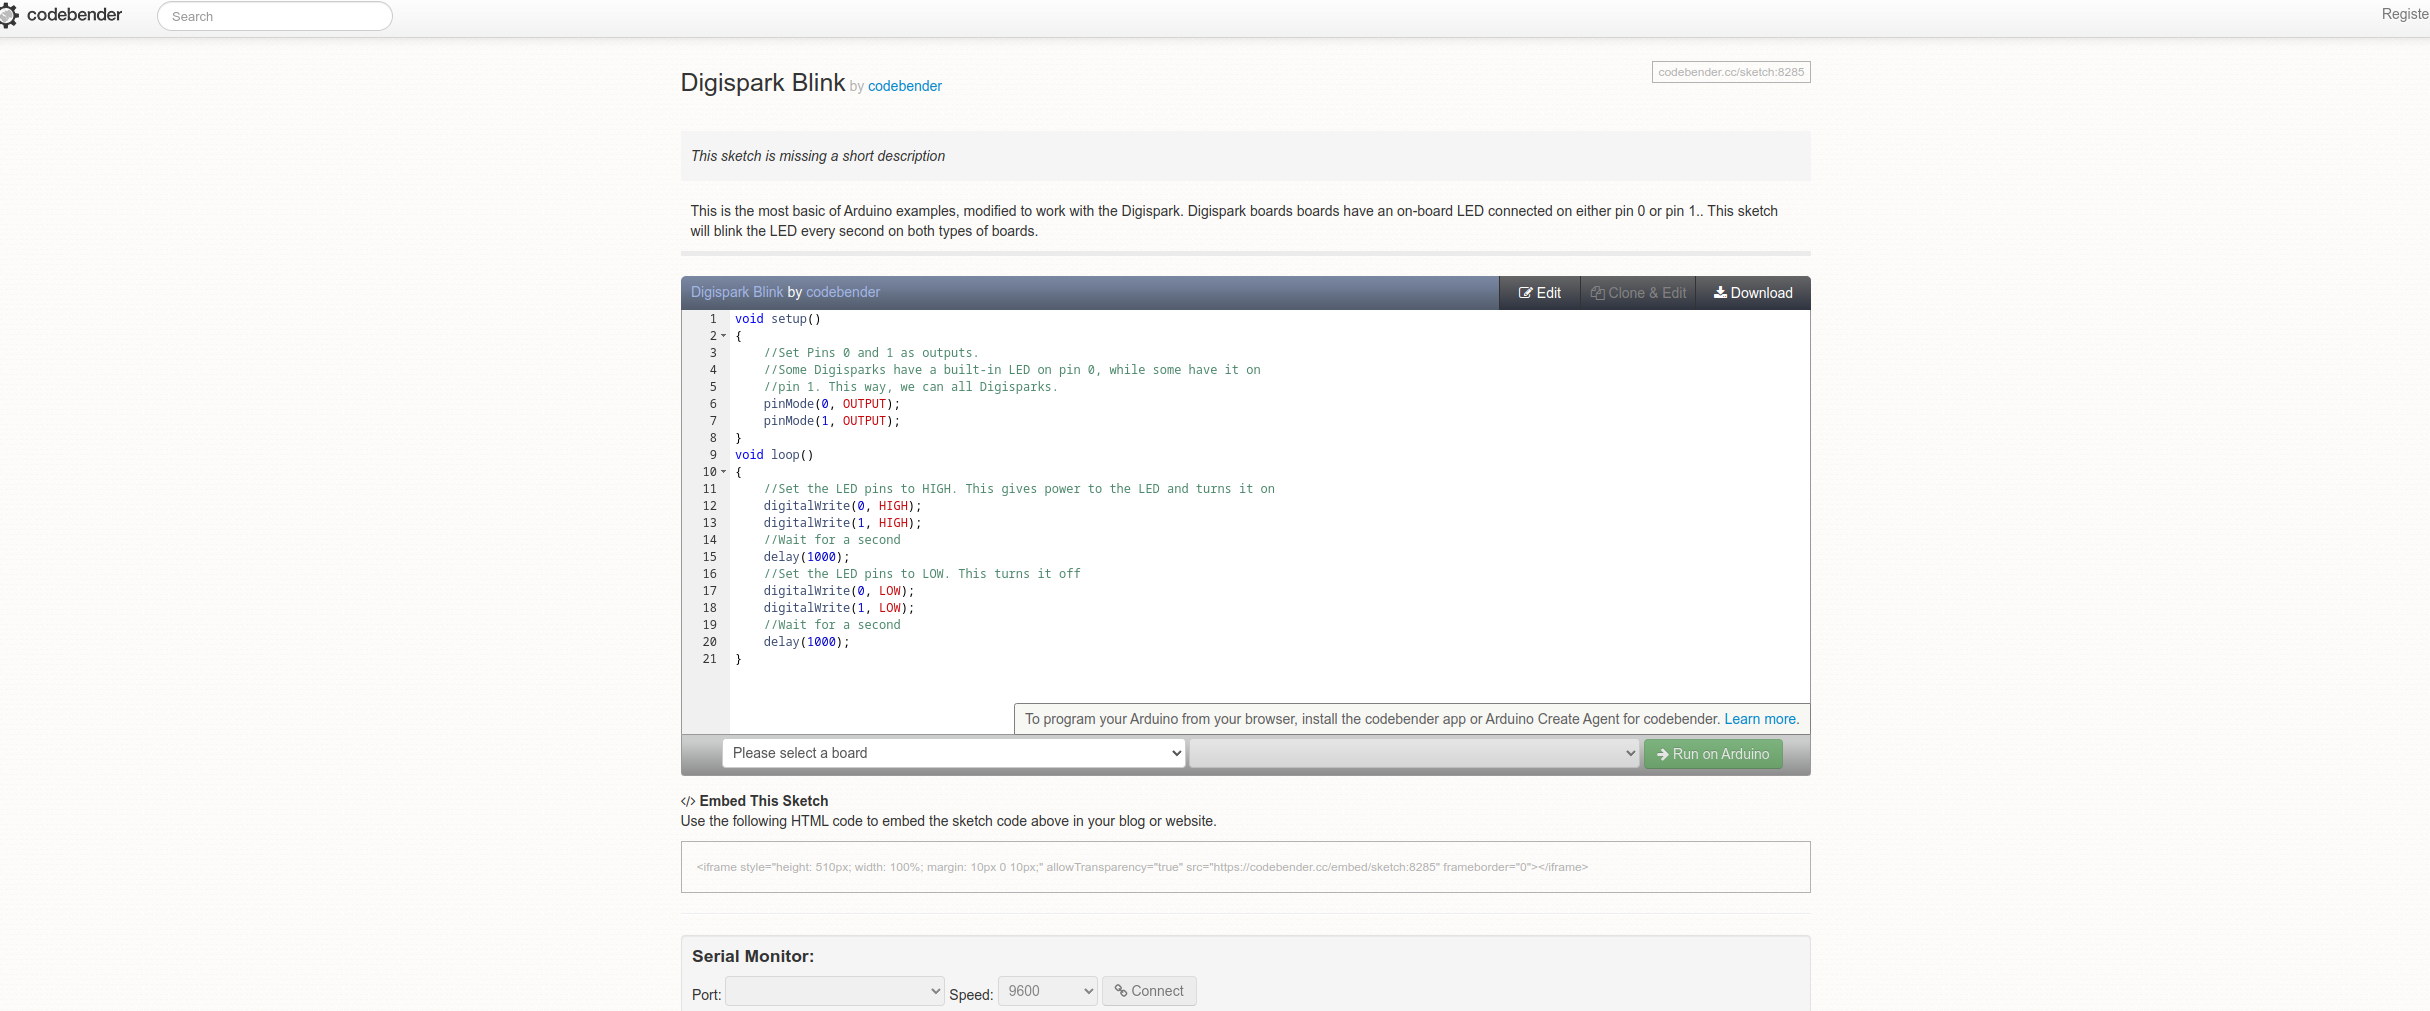 codebender
Search
Registe
Digispark Blink by codebender
codebender.cc/sketch:8285
This sketch is missing a short description
This is the most basic of Arduino examples, modified to work with the Digispark. Digispark boards boards have an on-board LED connected on either pin 0 or pin 1.. This sketch
will blink the LED every second on both types of boards.
Digispark Blink by codebender
Edit
Clone & Edit
Download
1 void setup()
2 {
3 //Set Pins 0 and 1 as outputs.
4 //Some Digisparks have a built-in LED on pin 0, while some have it on
5 //pin 1. This way, we can all Digisparks.
6 pinMode(0, OUTPUT);
7 pinMode(1, OUTPUT);
8 }
9 void loop()
10 {
11 //Set the LED pins to HIGH. This gives power to the LED and turns it on
12 digitalWrite(0, HIGH);
13 digitalWrite(1, HIGH);
14 //Wait for a second
15 delay(1000);
16 //Set the LED pins to LOW. This turns it off
17 digitalWrite(0, LOW);
18 digitalWrite(1, LOW);
19 //Wait for a second
20 delay(1000);
21 }
To program your Arduino from your browser, install the codebender app or Arduino Create Agent for codebender. Learn more.
Please select a board
Run on Arduino
</> Embed This Sketch
Use the following HTML code to embed the sketch code above in your blog or website.
<iframe style="height: 510px; width: 100%; margin: 10px 0 10px;" allowTransparency="true" src="https://codebender.cc/embed/sketch:8285" frameborder="0"></iframe>
Serial Monitor:
Port:
Speed: 9600
Connect